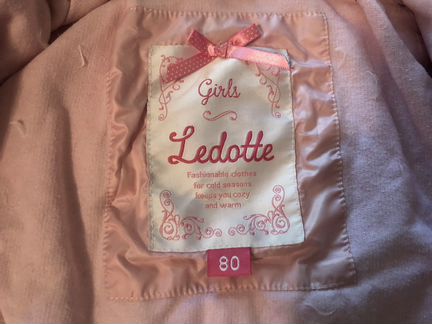 Girls
Ledotte
Fashionable clothes
for cold seasons
keeps you cozy
and warm
80